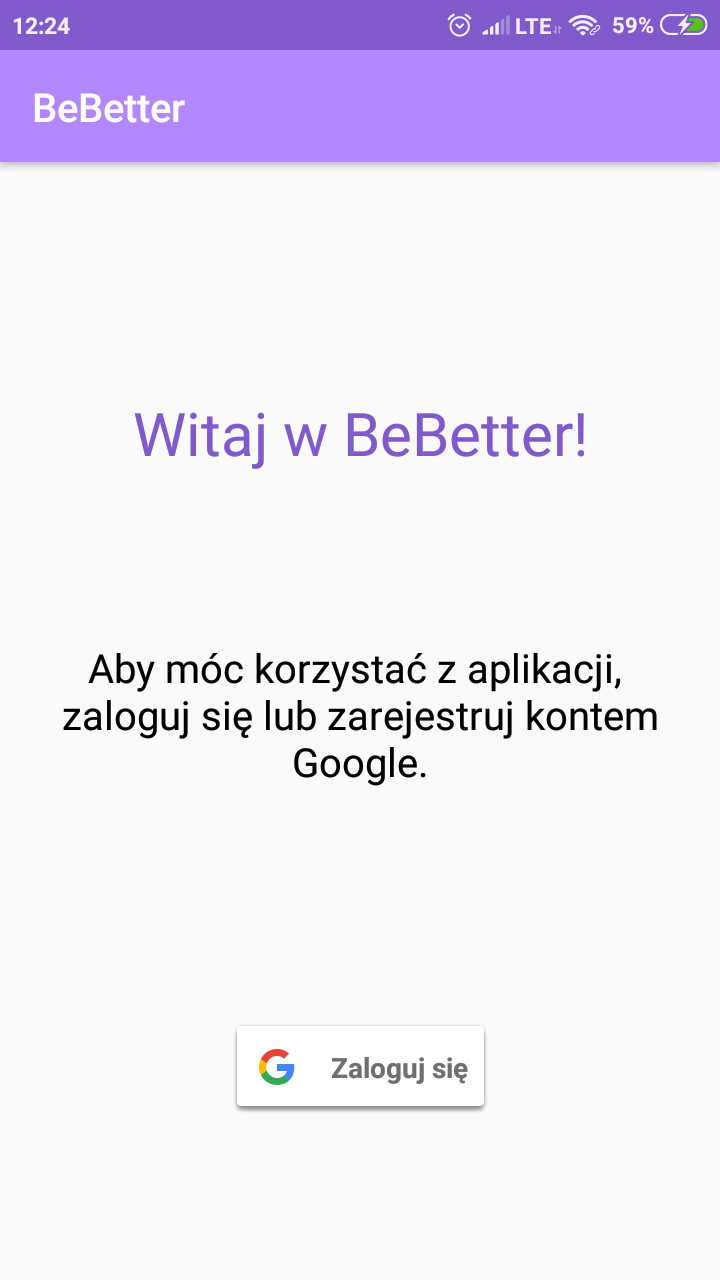 12:24 LTE 59%
BeBetter
Witaj w BeBetter!
Aby móc korzystać z aplikacji,
zaloguj się lub zarejestruj kontem
Google.
Zaloguj się